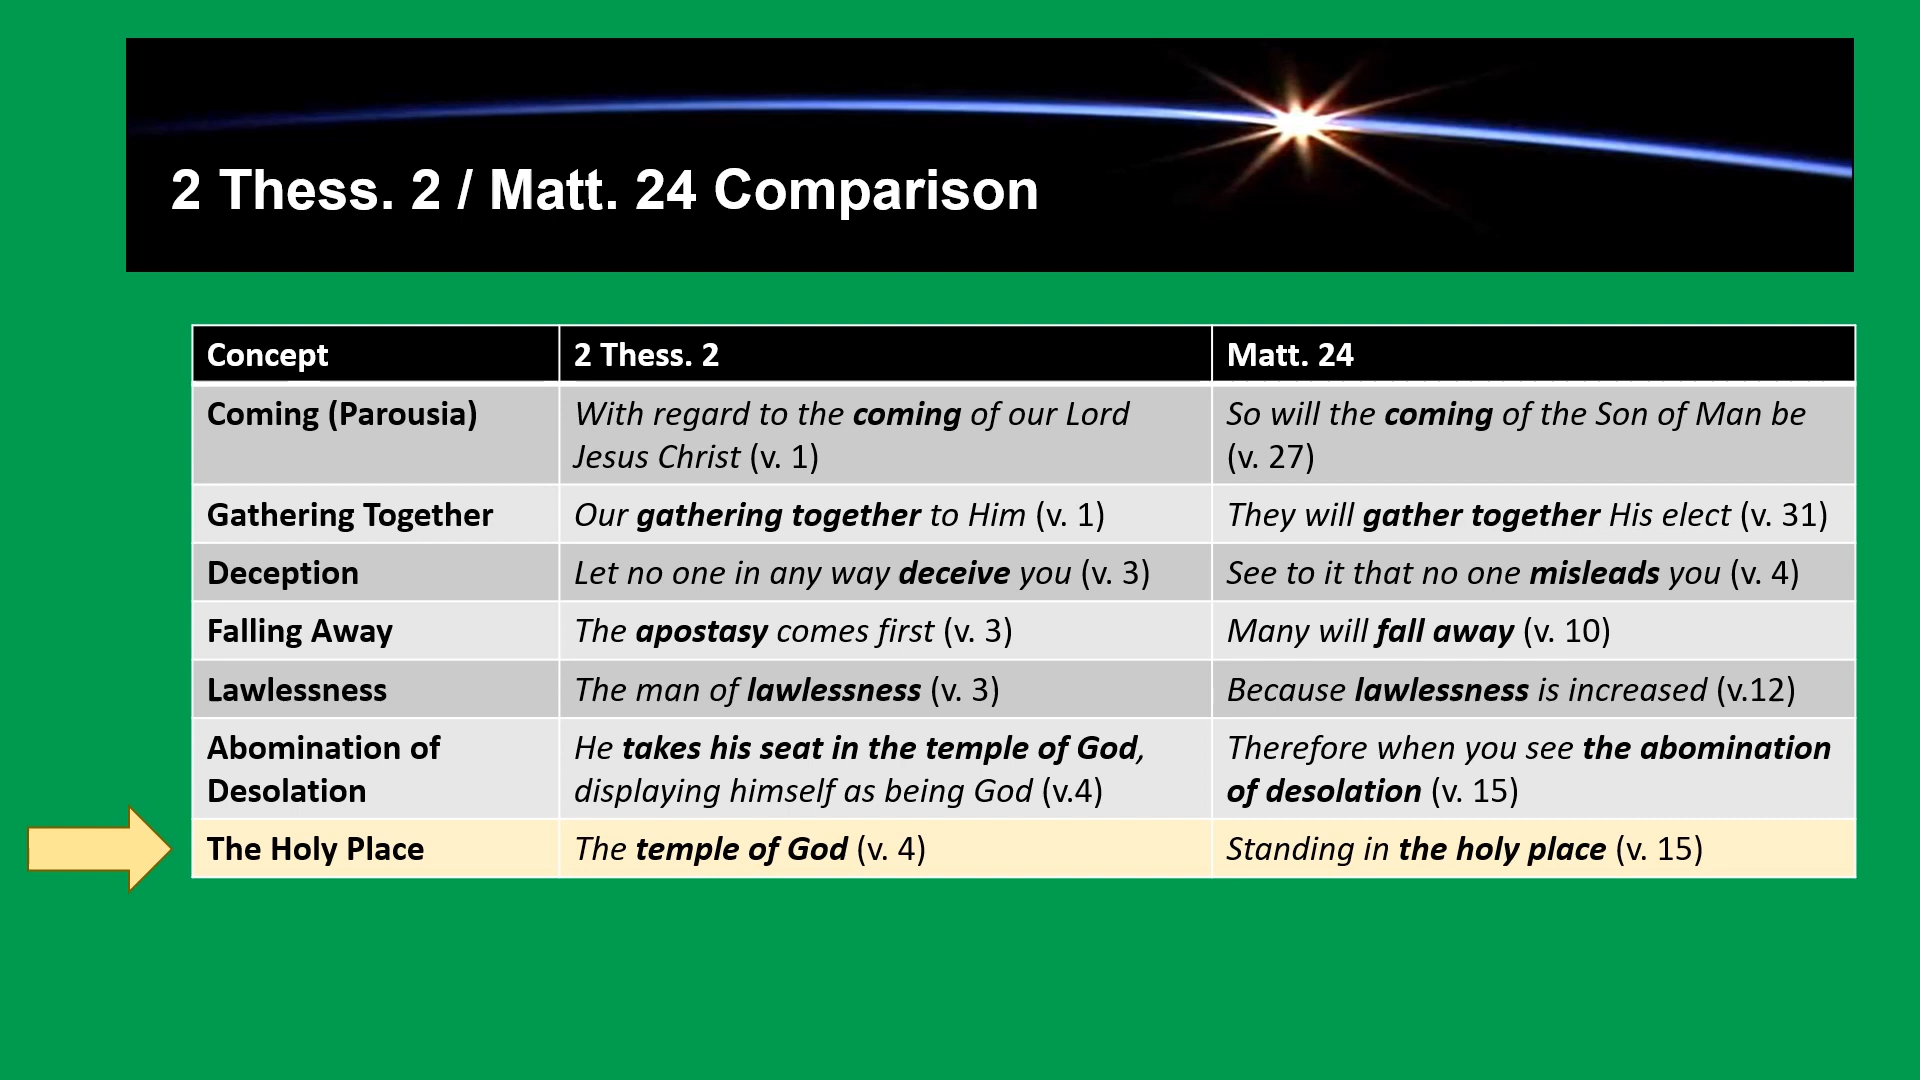 2 Thess. 2 / Matt. 24 Comparison
Concept
2 Thess. 2
Matt. 24
Coming (Parousia)
With regard to the coming of our Lord
Jesus Christ (v. 1)
So will the coming of the Son of Man be
(v. 27)
Gathering Together
Our gathering together to Him (v. 1)
They will gather together His elect (v. 31)
Deception
Let no one in any way deceive you (v. 3)
See to it that no one misleads you (v. 4)
Falling Away
The apostasy comes first (v. 3)
Many will fall away (v. 10)
Lawlessness
The man of lawlessness (v. 3)
Because lawlessness is increased (v.12)
Abomination of
Desolation
He takes his seat in the temple of God,
displaying himself as being God (v.4)
Therefore when you see the abomination
of desolation (v. 15)
The Holy Place
The temple of God (v. 4)
Standing in the holy place (v. 15)